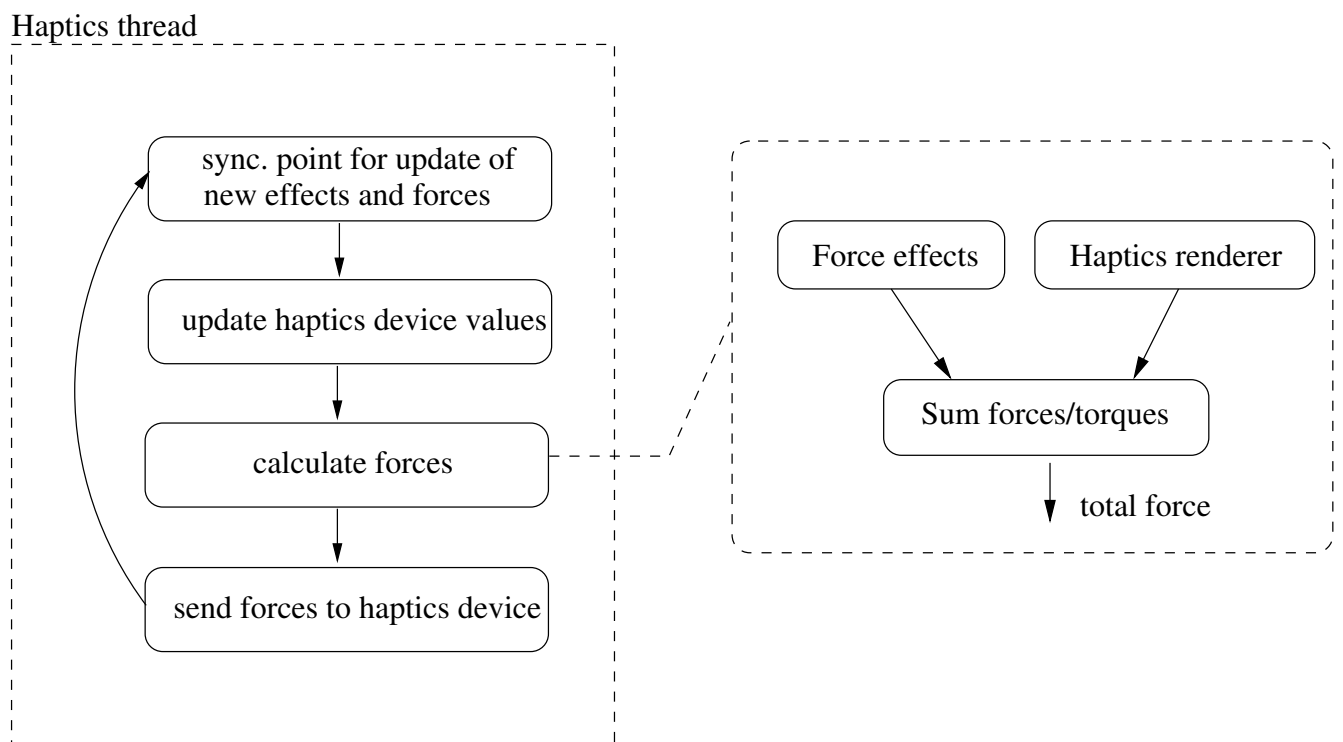 Haptics thread
sync. point for update of
new effects and forces
update haptics device values
calculate forces
send forces to haptics device
Force effects
Haptics renderer
Sum forces/torques
total force